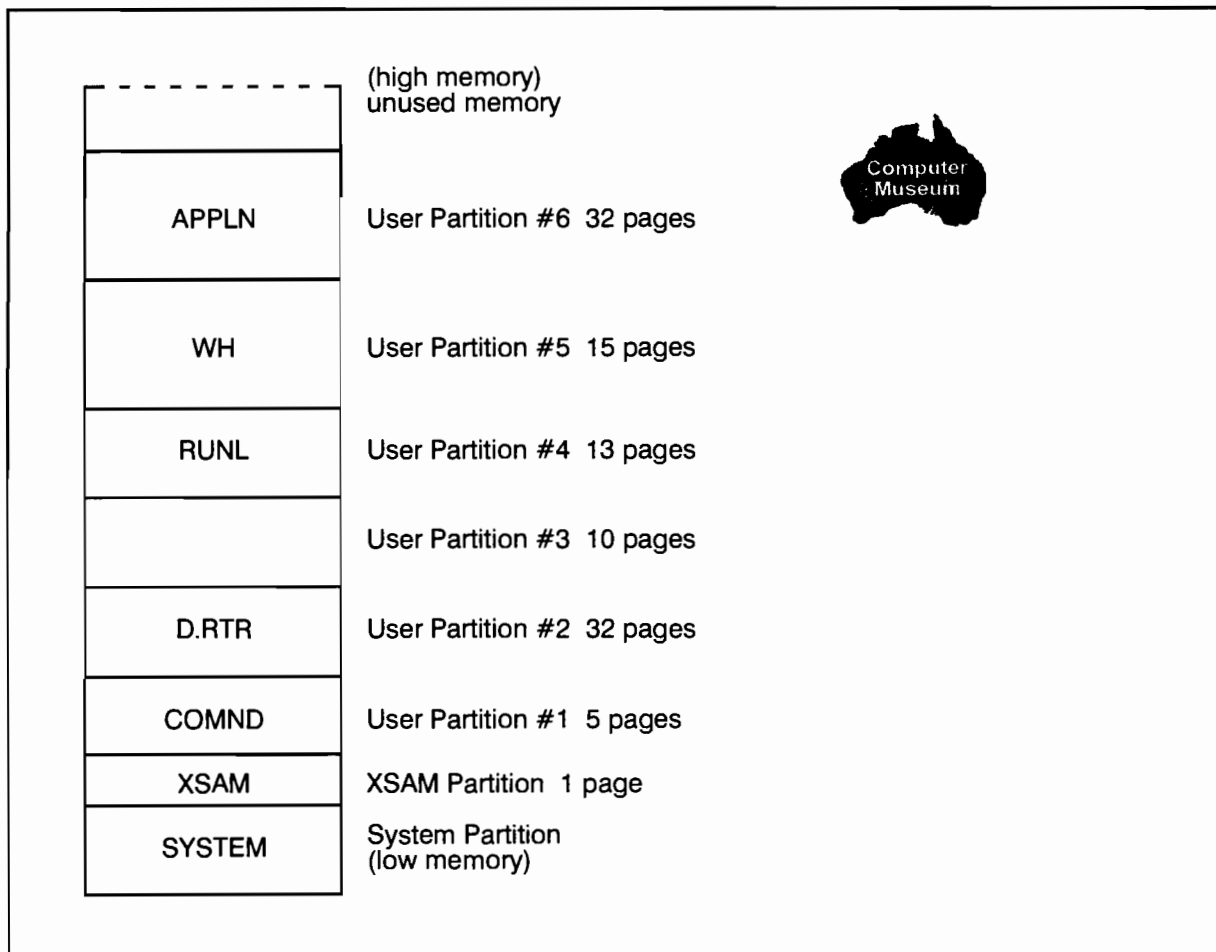 (high memory)
unused memory
Computer
Museum
APPLN User Partition #6 32 pages
WH User Partition #5 15 pages
RUNL User Partition #4 13 pages
User Partition #3 10 pages
D.RTR User Partition #2 32 pages
COMND User Partition #1 5 pages
XSAM XSAM Partition 1 page
SYSTEM System Partition
(low memory)